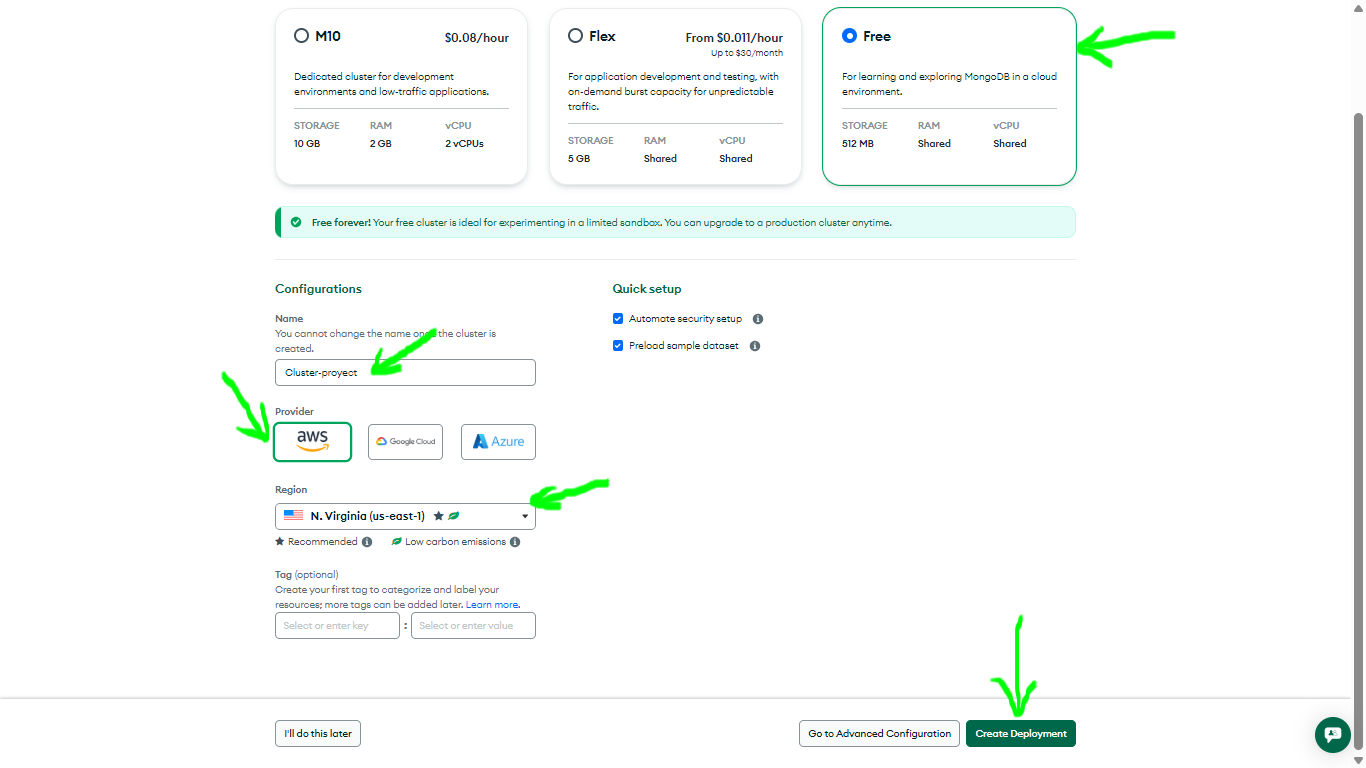 M10
$0.08/hour
Dedicated cluster for development
environments and low-traffic applications.
STORAGE RAM vCPU
10 GB 2 GB 2 vCPUs
Flex
From $0.011/hour
Up to $30/month
For application development and testing, with
on-demand burst capacity for unpredictable
traffic.
STORAGE RAM vCPU
5 GB Shared Shared
Free
For learning and exploring MongoDB in a cloud
environment.
STORAGE RAM vCPU
512 MB Shared Shared
Free forever! Your free cluster is ideal for experimenting in a limited sandbox. You can upgrade to a production cluster anytime.
Configurations
Name
You cannot change the name once the cluster is
created.
Cluster-proyect
Provider
aws
Google Cloud
Azure
Region
N. Virginia (us-east-1)
Recommended
Low carbon emissions
Tag (optional)
Create your first tag to categorize and label your
resources; more tags can be added later. Learn more.
Select or enter key : Select or enter value
Quick setup
Automate security setup
Preload sample dataset
I'll do this later
Go to Advanced Configuration
Create Deployment